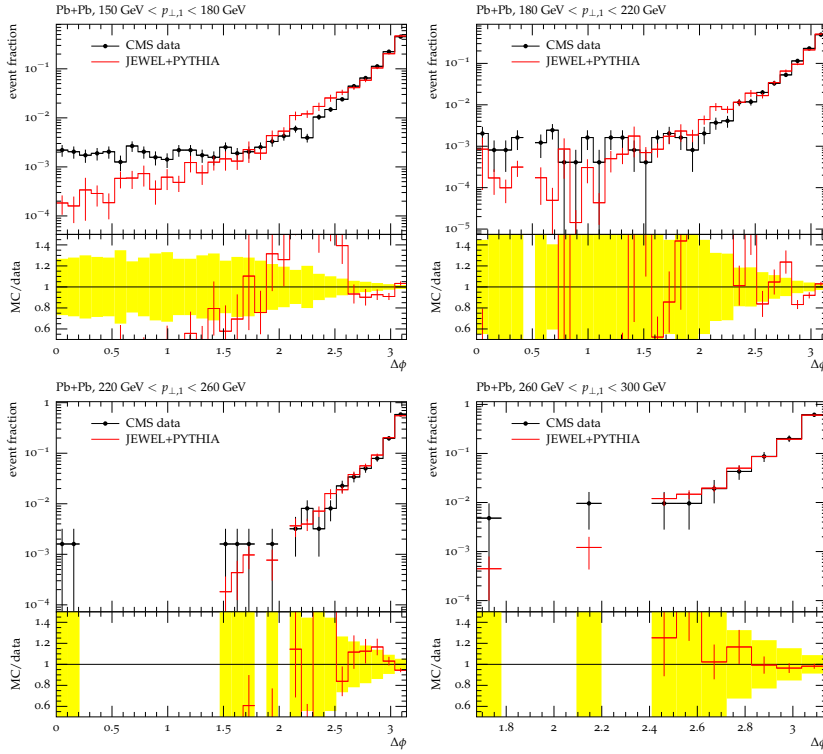 Pb+Pb, 150 GeV < p⊥,1 < 180 GeV
event fraction
10⁻¹
10⁻²
10⁻³
10⁻⁴
CMS data
JEWEL+PYTHIA
MC/data
1.4
1.2
1
0.8
0.6
0 0.5 1 1.5 2 2.5 3
Δϕ
Pb+Pb, 180 GeV < p⊥,1 < 220 GeV
event fraction
10⁻¹
10⁻²
10⁻³
10⁻⁴
10⁻⁵
CMS data
JEWEL+PYTHIA
MC/data
1.4
1.2
1
0.8
0.6
0 0.5 1 1.5 2 2.5 3
Δϕ
Pb+Pb, 220 GeV < p⊥,1 < 260 GeV
event fraction
1
10⁻¹
10⁻²
10⁻³
10⁻⁴
CMS data
JEWEL+PYTHIA
MC/data
1.4
1.2
1
0.8
0.6
0 0.5 1 1.5 2 2.5 3
Δϕ
Pb+Pb, 260 GeV < p⊥,1 < 300 GeV
event fraction
1
10⁻¹
10⁻²
10⁻³
10⁻⁴
CMS data
JEWEL+PYTHIA
MC/data
1.4
1.2
1
0.8
0.6
1.8 2 2.2 2.4 2.6 2.8 3
Δϕ